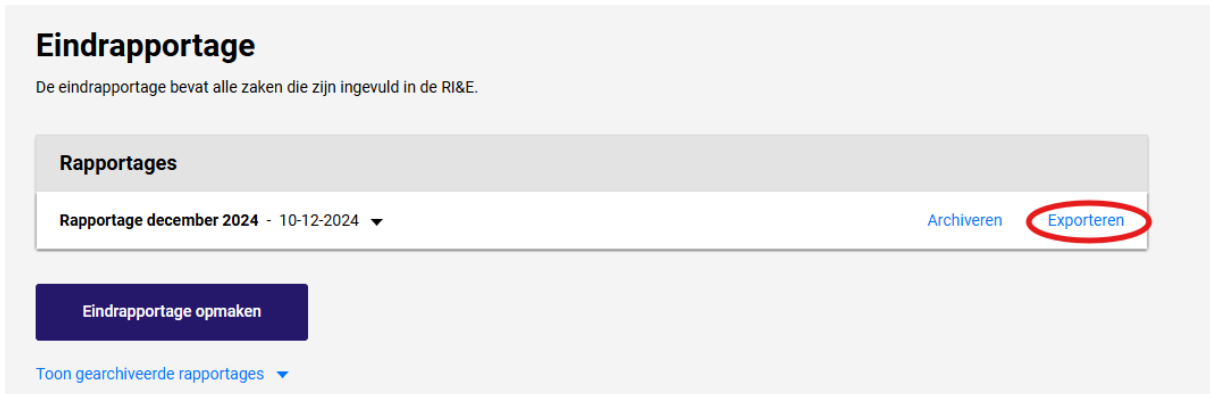 Eindrapportage
De eindrapportage bevat alle zaken die zijn ingevuld in de RI&E.
Rapportages
Rapportage december 2024 - 10-12-2024 Archiveren Exporteren
Eindrapportage opmaken
Toon gearchiveerde rapportages